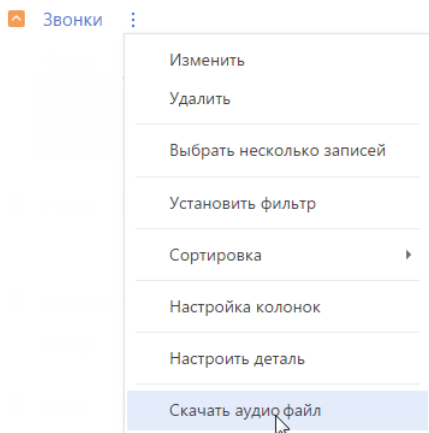 Звонки
Изменить
Удалить
Выбрать несколько записей
Установить фильтр
Сортировка
Настройка колонок
Настроить деталь
Скачать аудио файл